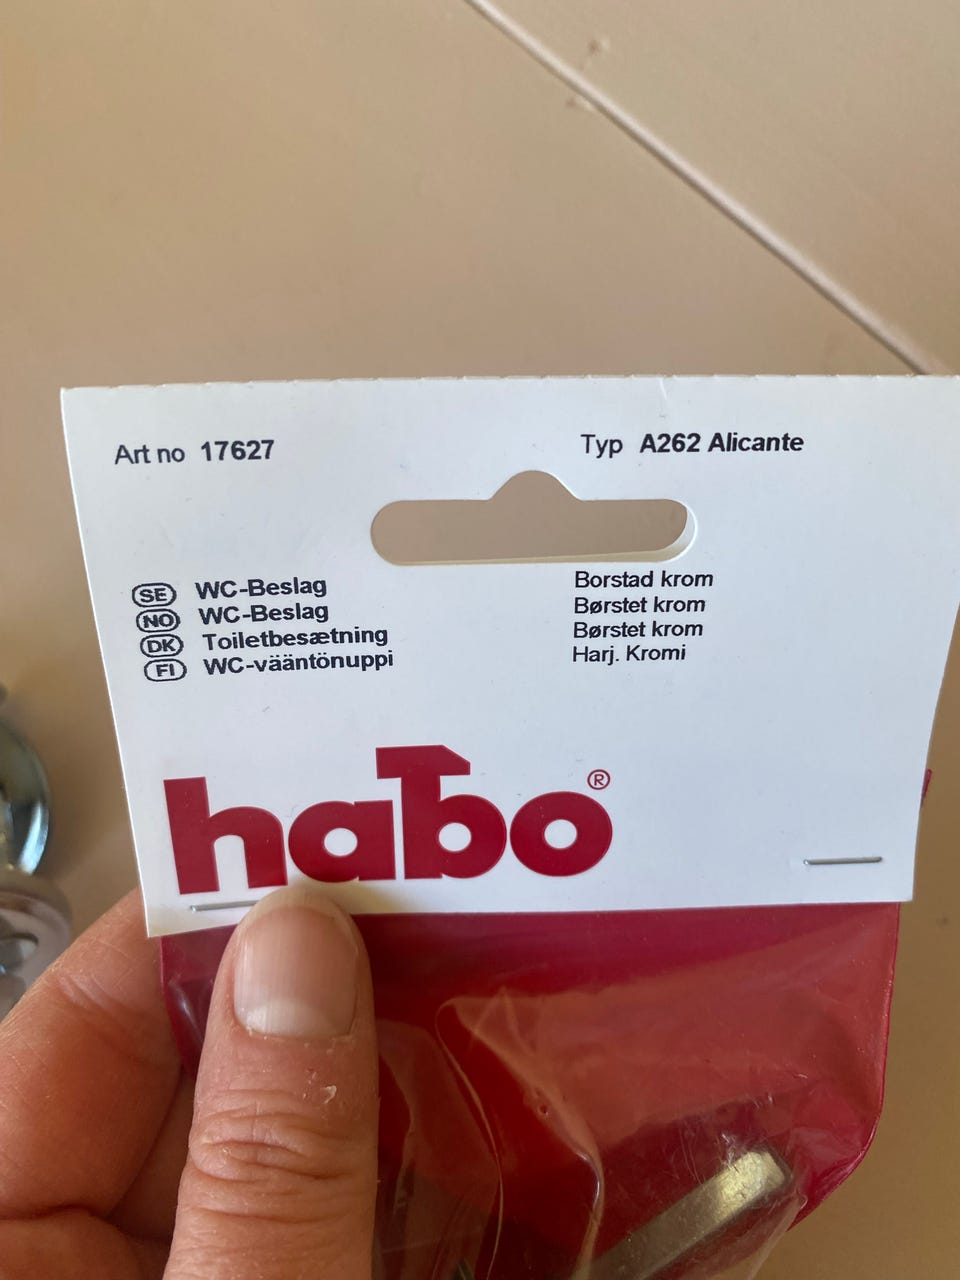 Art no 17627
Typ A262 Alicante
SE WC-Beslag Borstad krom
NO WC-Beslag Børstet krom
DK Toiletbesætning Børstet krom
FI WC-vääntönuppi Harj. Kromi
habo®